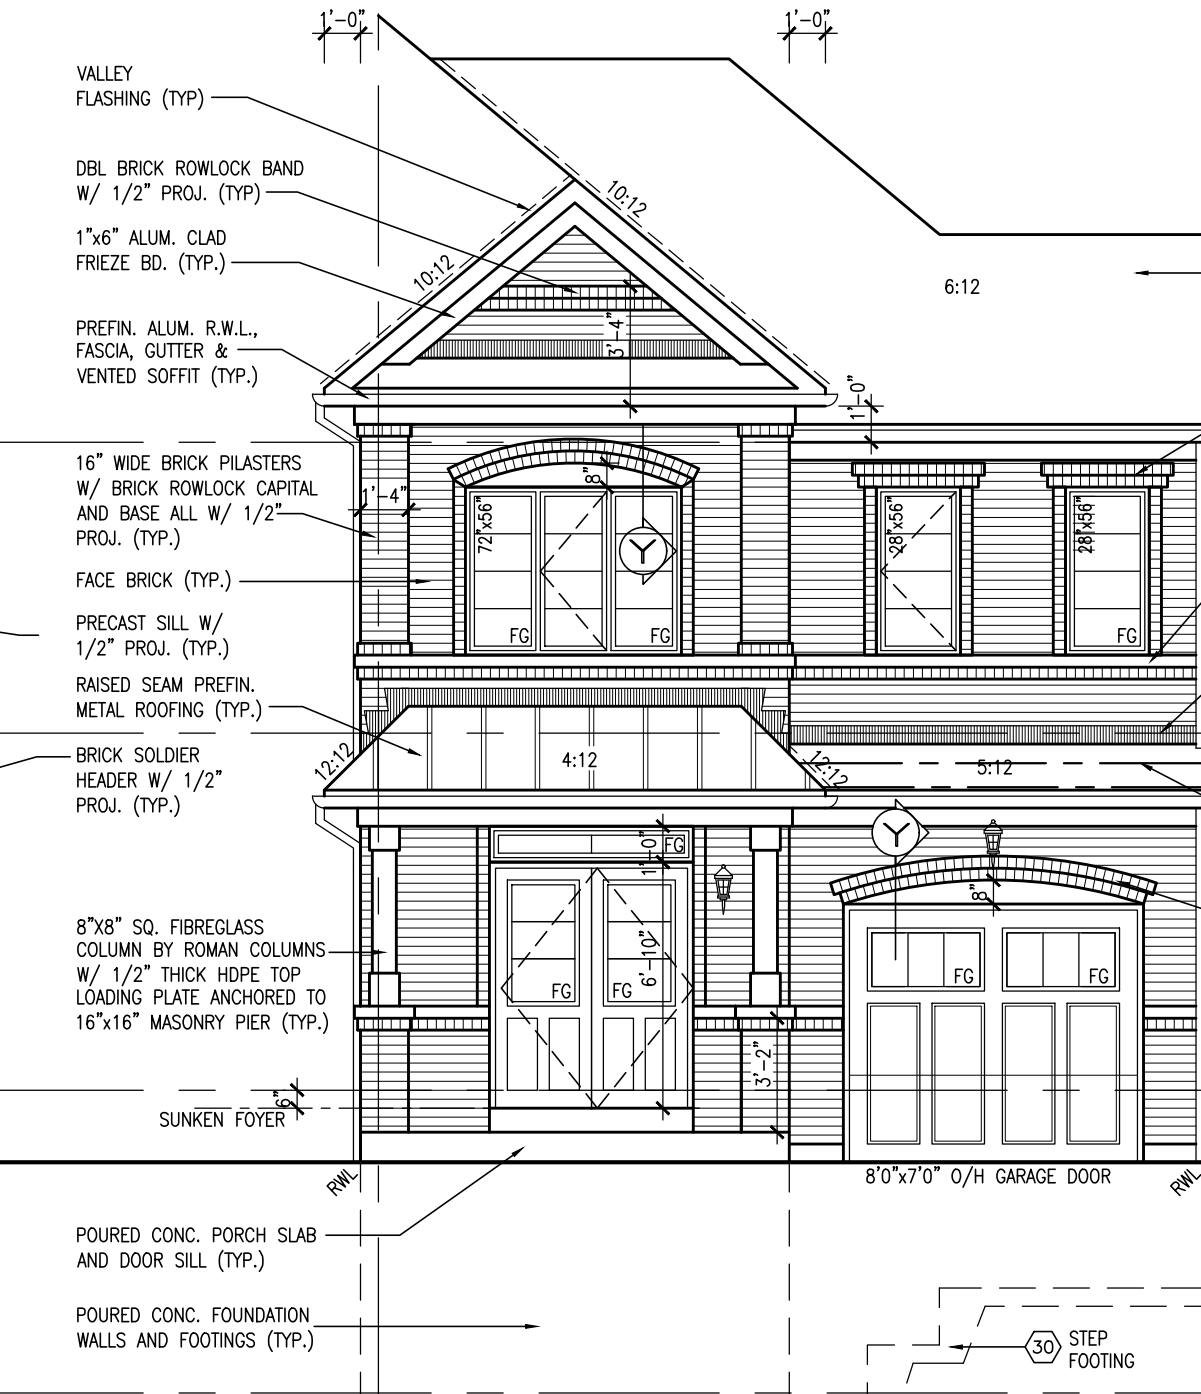 1'-0"
1'-0"
VALLEY
FLASHING (TYP)
DBL BRICK ROWLOCK BAND
W/ 1/2" PROJ. (TYP)
10:12
1"x6" ALUM. CLAD
FRIEZE BD. (TYP.)
10:12
6:12
3'-4"
PREFIN. ALUM. R.W.L.,
FASCIA, GUTTER &
VENTED SOFFIT (TYP.)
1'-0"
16" WIDE BRICK PILASTERS
W/ BRICK ROWLOCK CAPITAL
AND BASE ALL W/ 1/2"
PROJ. (TYP.)
1'-4"
8"
72"x56"
28"x56"
28"x56"
Y
FACE BRICK (TYP.)
PRECAST SILL W/
1/2" PROJ. (TYP.)
FG
FG
FG
RAISED SEAM PREFIN.
METAL ROOFING (TYP.)
BRICK SOLDIER
HEADER W/ 1/2"
PROJ. (TYP.)
12:12
4:12
12:12
5:12
Y
1'-0"
FG
8"
8"X8" SQ. FIBREGLASS
COLUMN BY ROMAN COLUMNS
W/ 1/2" THICK HDPE TOP
LOADING PLATE ANCHORED TO
16"x16" MASONRY PIER (TYP.)
6'-10"
FG
FG
FG
FG
3'-2"
6"
SUNKEN FOYER
RWL
8'0"x7'0" O/H GARAGE DOOR
RWL
POURED CONC. PORCH SLAB
AND DOOR SILL (TYP.)
POURED CONC. FOUNDATION
WALLS AND FOOTINGS (TYP.)
30
STEP
FOOTING